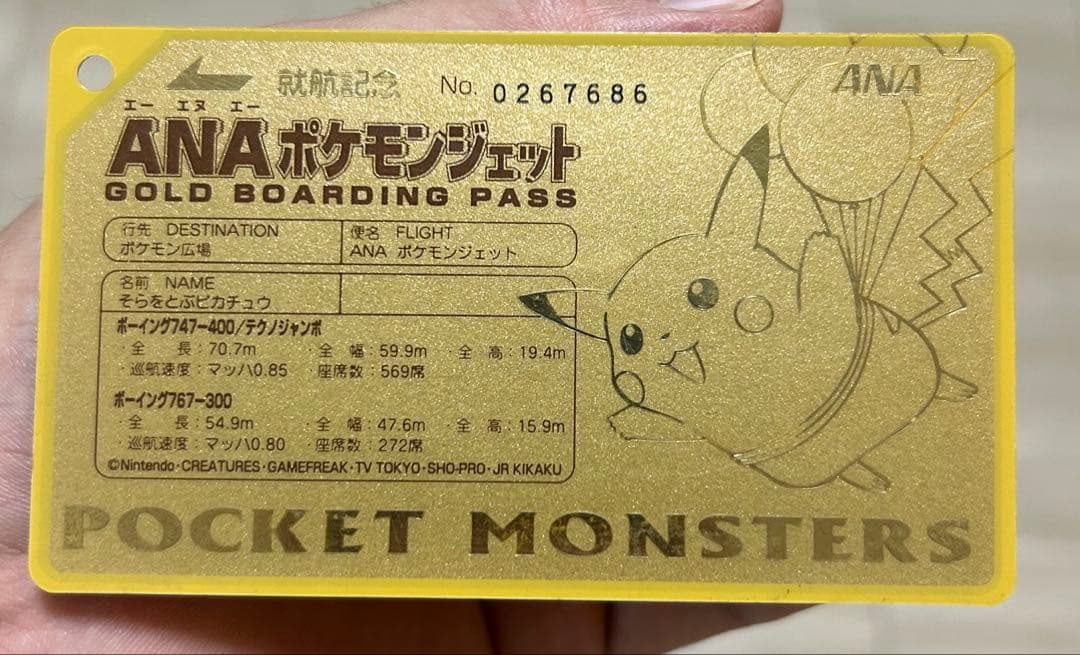 就航記念 No. 0267686 ANA
エー エヌ エー
ANAポケモンジェット
GOLD BOARDING PASS
行先 DESTINATION
ポケモン広場
便名 FLIGHT
ANA ポケモンジェット
名前 NAME
そらをとぶピカチュウ
ボーイング747-400/テクノジャンボ
・全 長:70.7m ・全 幅:59.9m ・全 高:19.4m
・巡航速度:マッハ0.85 ・座席数:569席
ボーイング767-300
・全 長:54.9m ・全 幅:47.6m ・全 高:15.9m
・巡航速度:マッハ0.80 ・座席数:272席
©Nintendo・CREATURES・GAMEFREAK・TV TOKYO・SHO-PRO・JR KIKAKU
POCKET MONSTERS